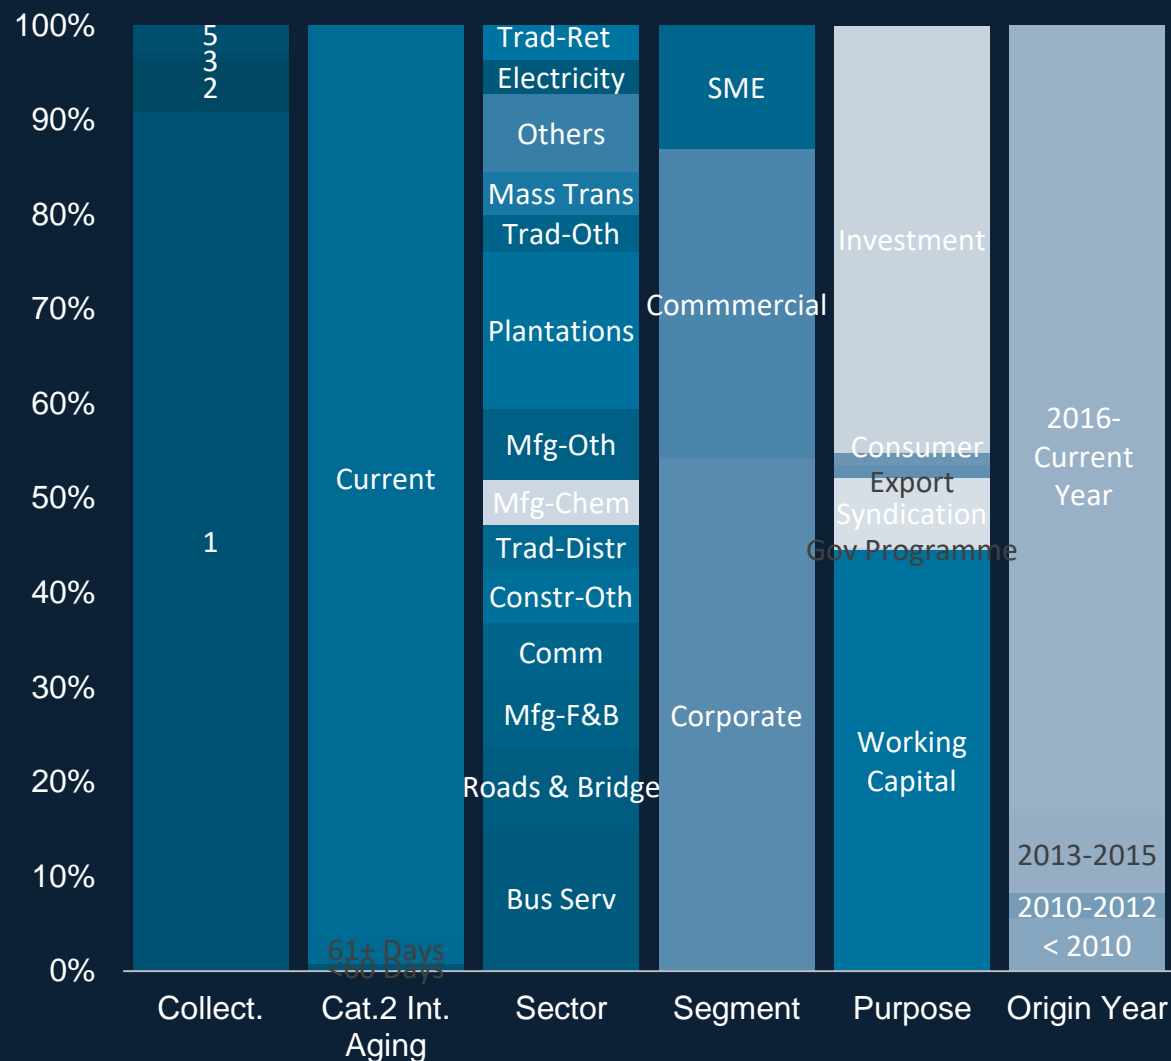 100%
90%
80%
70%
60%
50%
40%
30%
20%
10%
0%
5
3
2
1
Current
61+ Days
<60 Days
Trad-Ret
Electricity
Others
Mass Trans
Trad-Oth
Plantations
Mfg-Oth
Mfg-Chem
Trad-Distr
Constr-Oth
Comm
Mfg-F&B
Roads & Bridge
Bus Serv
SME
Commmercial
Corporate
Investment
Consumer
Export
Syndication
Gov Programme
Working
Capital
2016-
Current
Year
2013-2015
2010-2012
< 2010
Collect.
Cat.2 Int.
Aging
Sector
Segment
Purpose
Origin Year